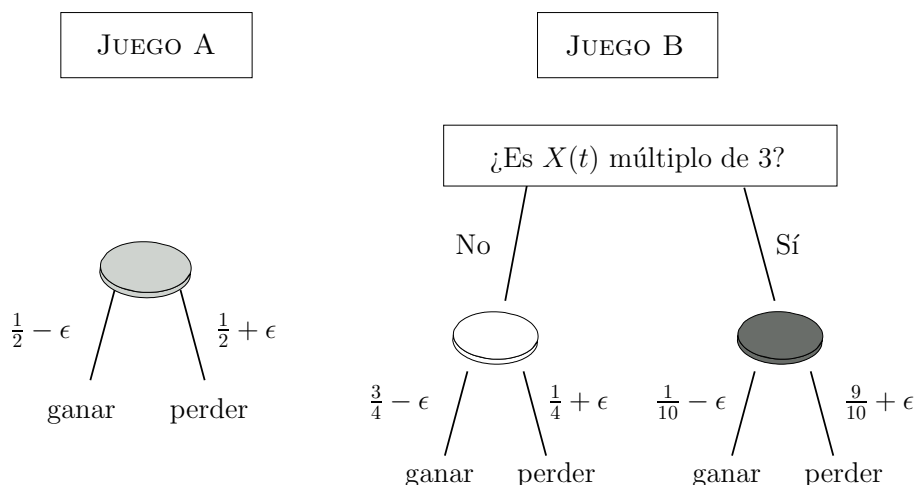 JUEGO A
JUEGO B
¿Es X(t) múltiplo de 3?
No
Sí
1/2 − ϵ
1/2 + ϵ
ganar
perder
3/4 − ϵ
1/4 + ϵ
1/10 − ϵ
9/10 + ϵ
ganar
perder
ganar
perder